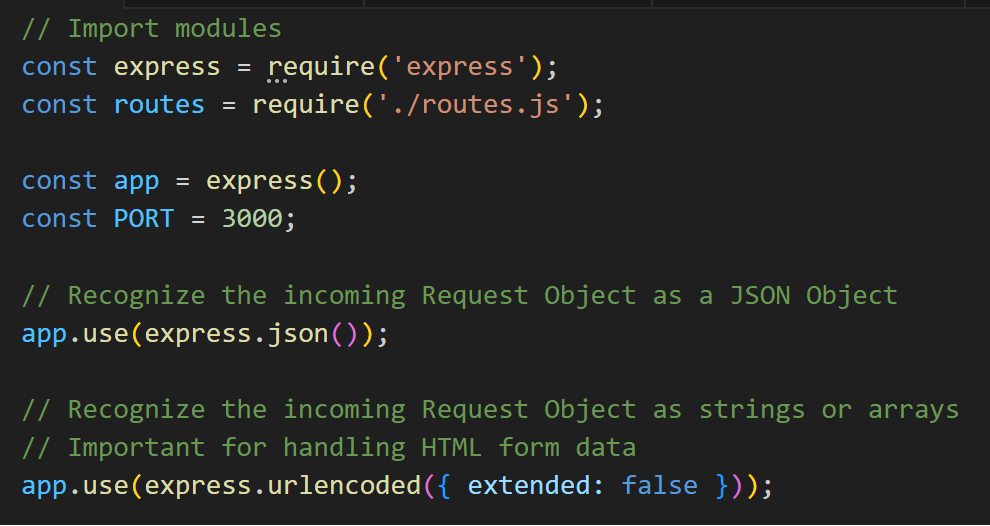 // Import modules
const express = require('express');
const routes = require('./routes.js');
const app = express();
const PORT = 3000;
// Recognize the incoming Request Object as a JSON Object
app.use(express.json());
// Recognize the incoming Request Object as strings or arrays
// Important for handling HTML form data
app.use(express.urlencoded({ extended: false }));